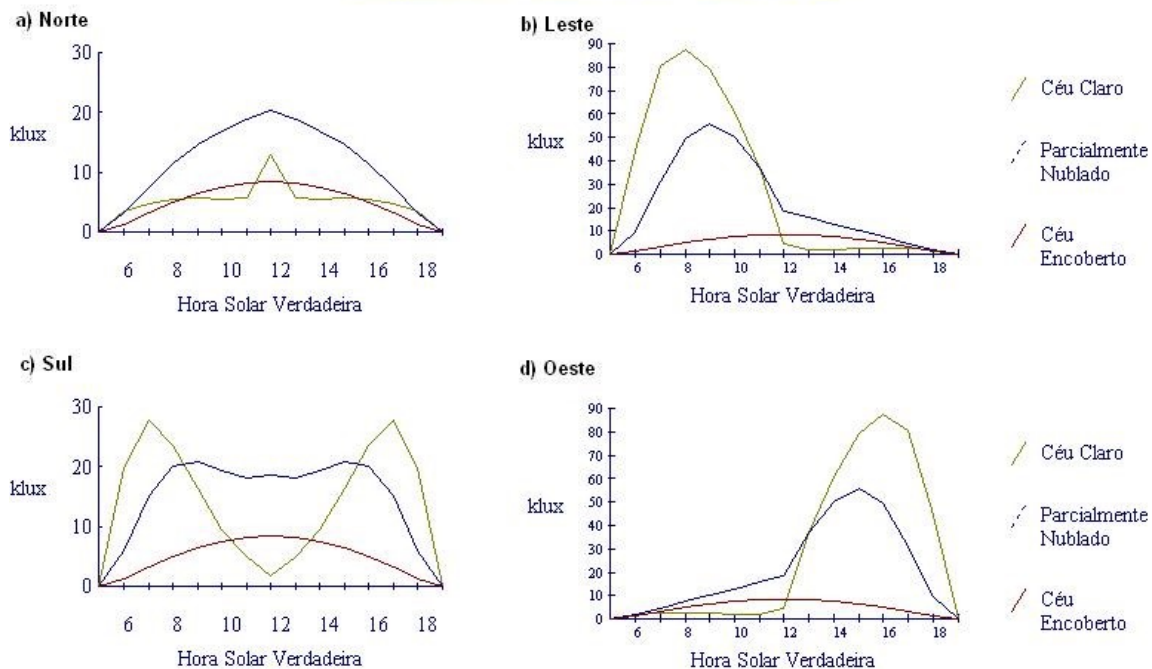 a) Norte
30
20
klux
10
0
6 8 10 12 14 16 18
Hora Solar Verdadeira
b) Leste
90
80
70
60
50
klux
40
30
20
10
0
6 8 10 12 14 16 18
Hora Solar Verdadeira
Céu Claro
Parcialmente
Nublado
Céu
Encoberto
c) Sul
30
20
klux
10
0
6 8 10 12 14 16 18
Hora Solar Verdadeira
d) Oeste
90
80
70
60
50
klux
40
30
20
10
0
6 8 10 12 14 16 18
Hora Solar Verdadeira
Céu Claro
Parcialmente
Nublado
Céu
Encoberto